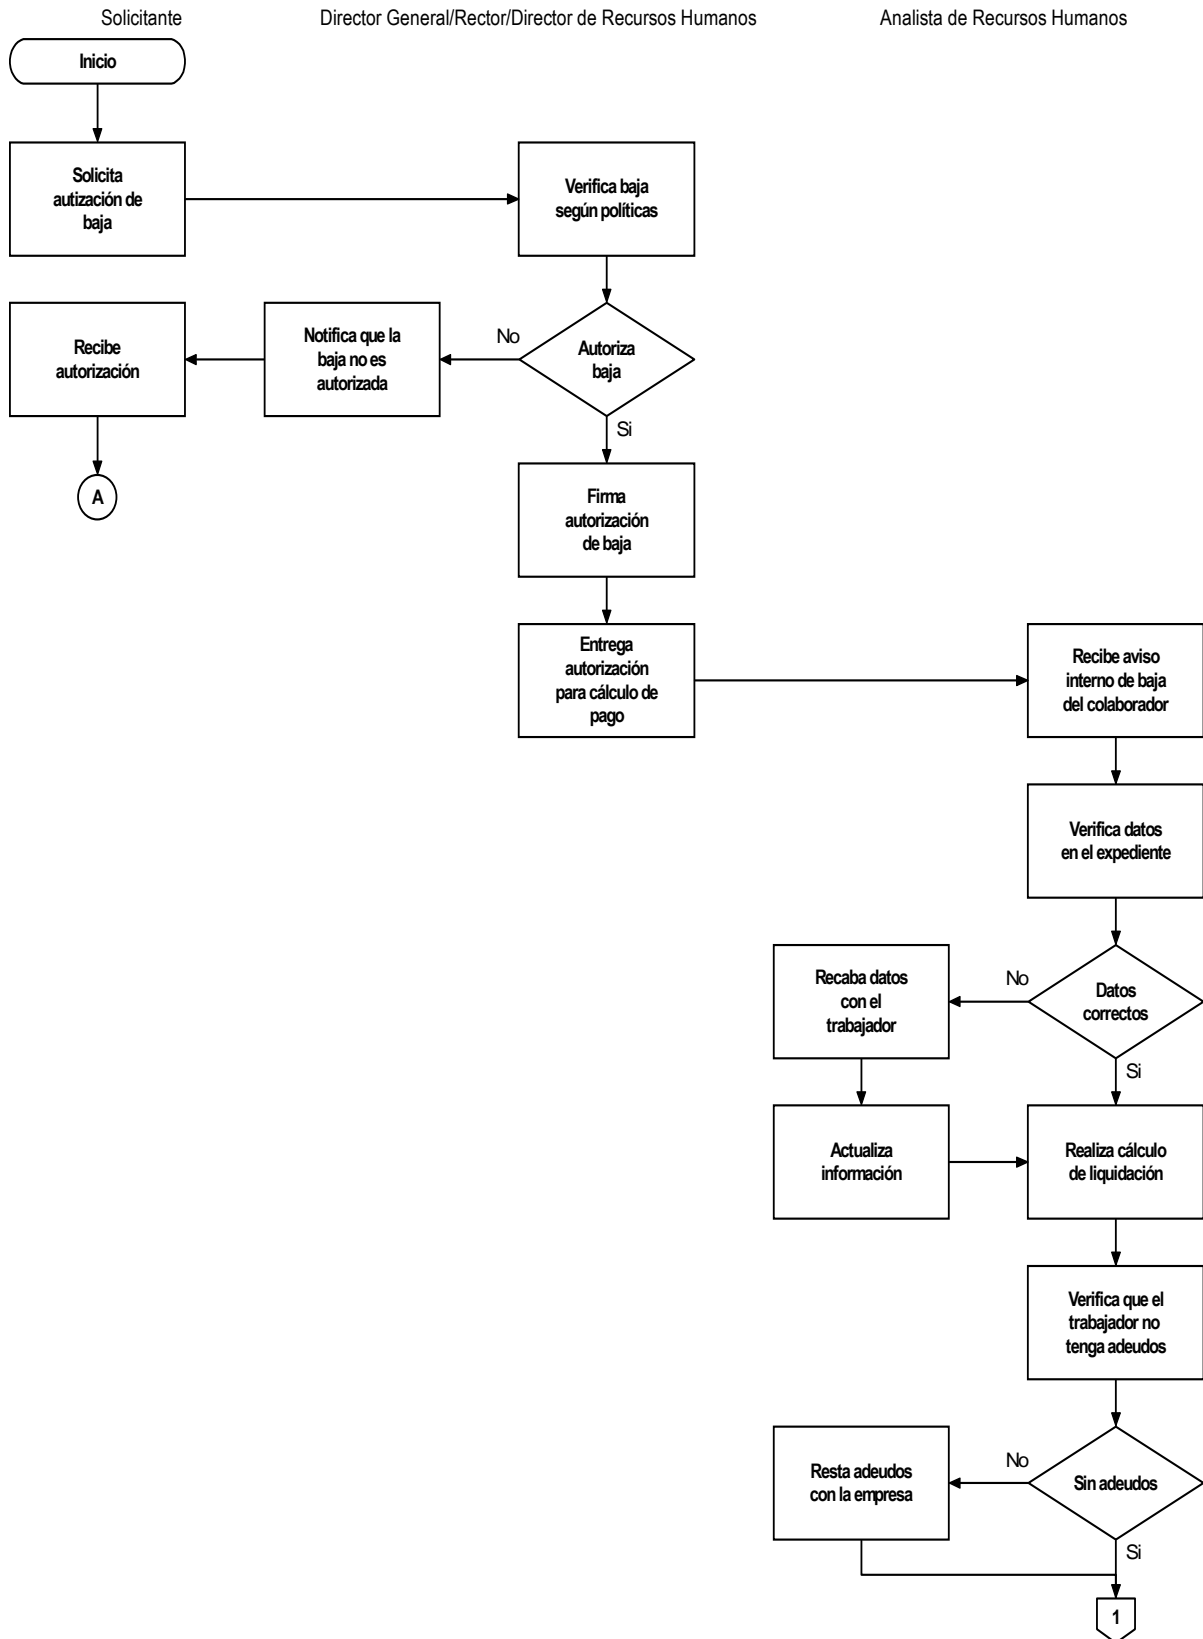 Solicitante
Director General/Rector/Director de Recursos Humanos
Analista de Recursos Humanos
Inicio
Solicita
autización de
baja
Verifica baja
según políticas
Recibe
autorización
Notifica que la
baja no es
autorizada
No
Autoriza
baja
Si
A
Firma
autorización
de baja
Entrega
autorización
para cálculo de
pago
Recibe aviso
interno de baja
del colaborador
Verifica datos
en el expediente
Recaba datos
con el
trabajador
No
Datos
correctos
Si
Actualiza
información
Realiza cálculo
de liquidación
Verifica que el
trabajador no
tenga adeudos
Resta adeudos
con la empresa
No
Sin adeudos
Si
1